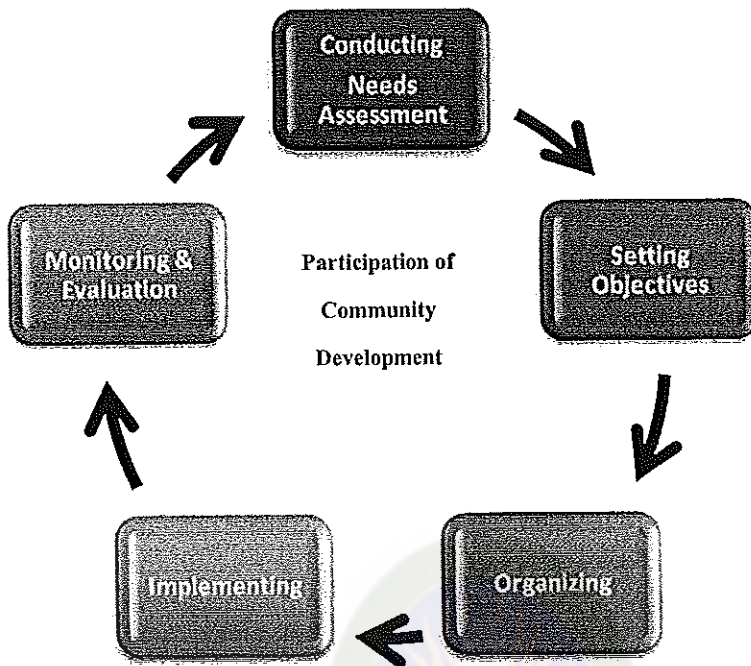 Conducting
Needs
Assessment
Setting
Objectives
Organizing
Implementing
Monitoring &
Evaluation
Participation of
Community
Development